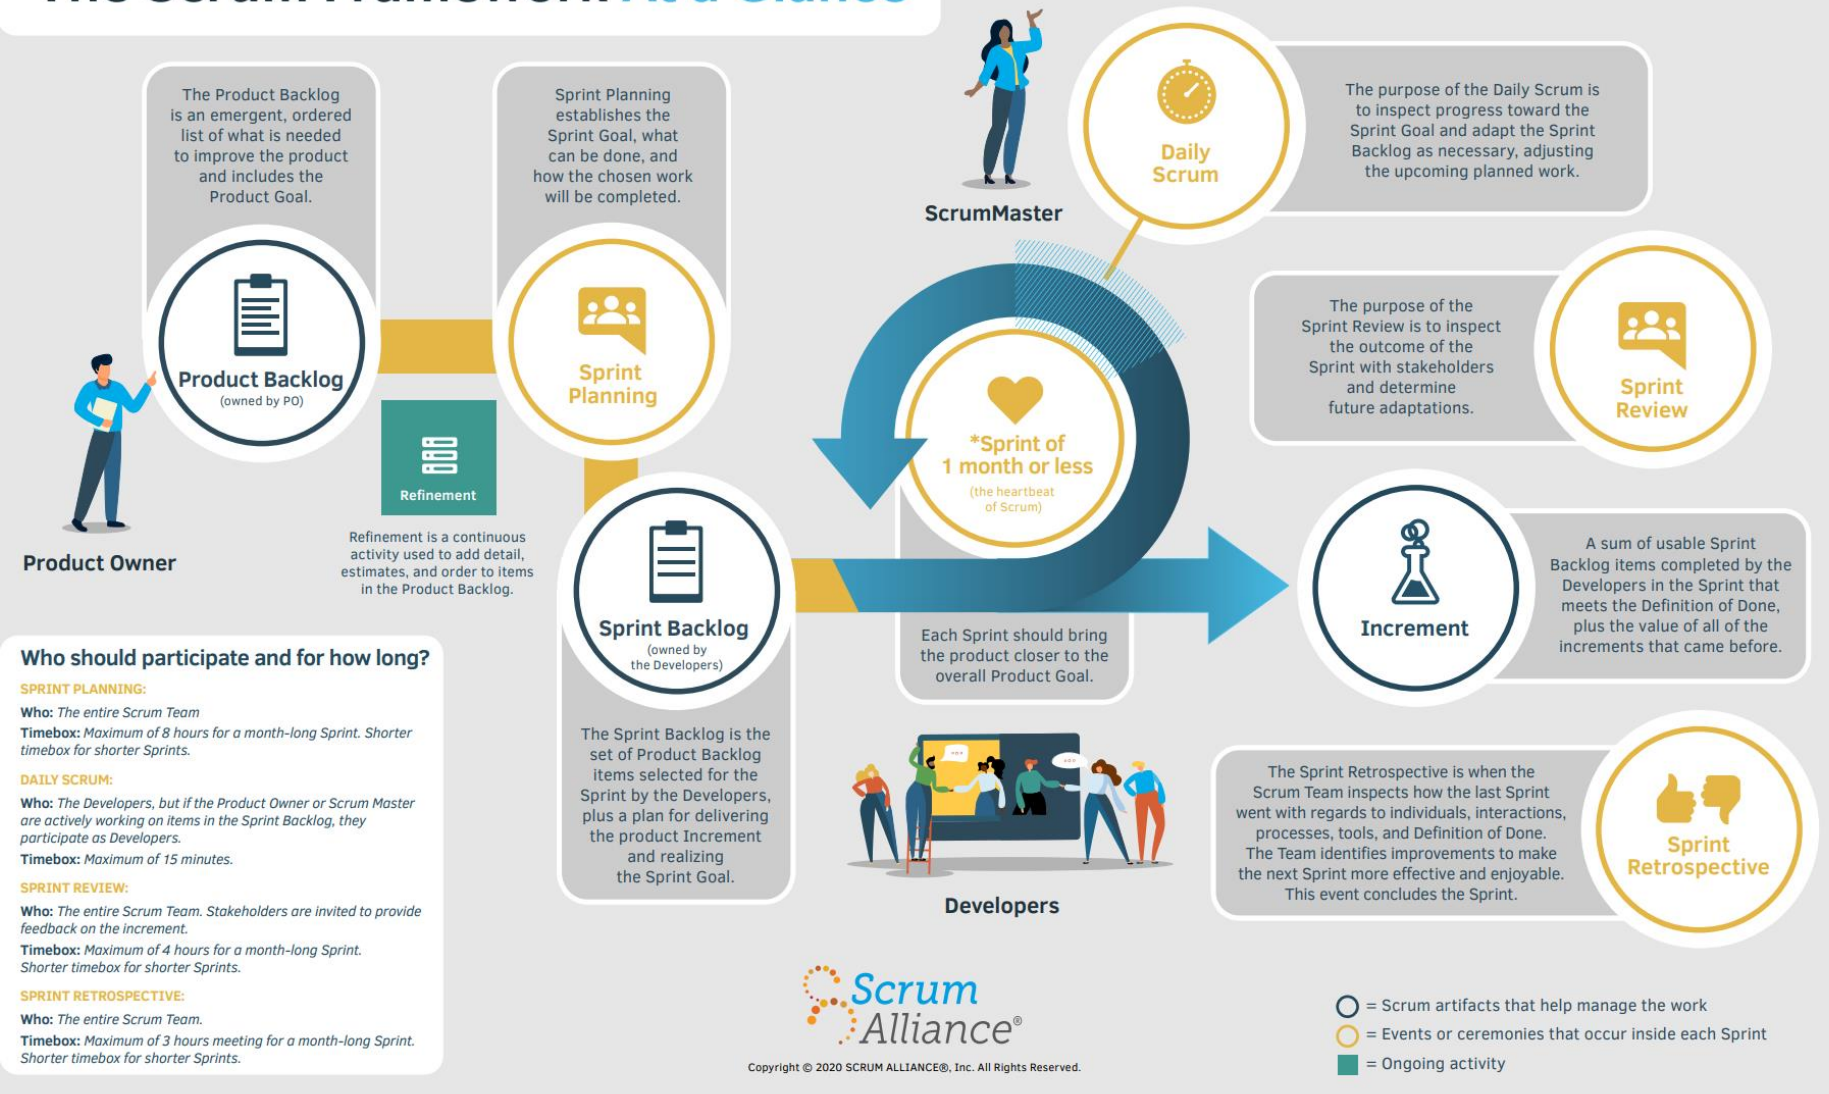 The Scrum Framework At a Glance
The Product Backlog
is an emergent, ordered
list of what is needed
to improve the product
and includes the
Product Goal.
Product Backlog
(owned by PO)
Product Owner
Sprint Planning
establishes the
Sprint Goal, what
can be done, and
how the chosen work
will be completed.
Sprint
Planning
Refinement
Refinement is a continuous
activity used to add detail,
estimates, and order to items
in the Product Backlog.
Sprint Backlog
(owned by
the Developers)
The Sprint Backlog is the
set of Product Backlog
items selected for the
Sprint by the Developers,
plus a plan for delivering
the product Increment
and realizing
the Sprint Goal.
ScrumMaster
Daily
Scrum
The purpose of the Daily Scrum is
to inspect progress toward the
Sprint Goal and adapt the Sprint
Backlog as necessary, adjusting
the upcoming planned work.
*Sprint of
1 month or less
(the heartbeat
of Scrum)
Each Sprint should bring
the product closer to the
overall Product Goal.
The purpose of the
Sprint Review is to inspect
the outcome of the
Sprint with stakeholders
and determine
future adaptations.
Sprint
Review
Increment
A sum of usable Sprint
Backlog items completed by the
Developers in the Sprint that
meets the Definition of Done,
plus the value of all of the
increments that came before.
Developers
The Sprint Retrospective is when the
Scrum Team inspects how the last Sprint
went with regards to individuals, interactions,
processes, tools, and Definition of Done.
The Team identifies improvements to make
the next Sprint more effective and enjoyable.
This event concludes the Sprint.
Sprint
Retrospective
Who should participate and for how long?
SPRINT PLANNING:
Who: The entire Scrum Team
Timebox: Maximum of 8 hours for a month-long Sprint. Shorter
timebox for shorter Sprints.
DAILY SCRUM:
Who: The Developers, but if the Product Owner or Scrum Master
are actively working on items in the Sprint Backlog, they
participate as Developers.
Timebox: Maximum of 15 minutes.
SPRINT REVIEW:
Who: The entire Scrum Team. Stakeholders are invited to provide
feedback on the increment.
Timebox: Maximum of 4 hours for a month-long Sprint.
Shorter timebox for shorter Sprints.
SPRINT RETROSPECTIVE:
Who: The entire Scrum Team.
Timebox: Maximum of 3 hours meeting for a month-long Sprint.
Shorter timebox for shorter Sprints.
Scrum
Alliance®
Copyright © 2020 SCRUM ALLIANCE®, Inc. All Rights Reserved.
= Scrum artifacts that help manage the work
= Events or ceremonies that occur inside each Sprint
= Ongoing activity